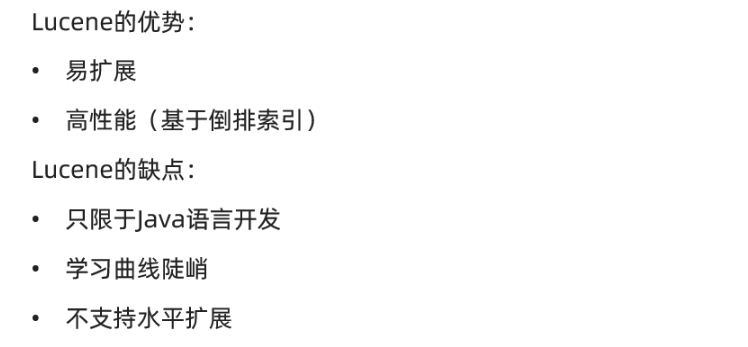 Lucene的优势：
• 易扩展
• 高性能（基于倒排索引）
Lucene的缺点：
• 只限于Java语言开发
• 学习曲线陡峭
• 不支持水平扩展